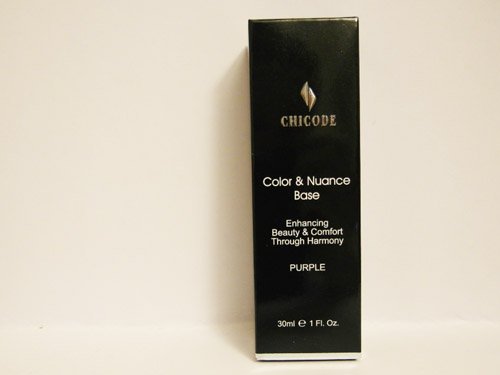 CHICODE
Color & Nuance
Base
Enhancing
Beauty & Comfort
Through Harmony
PURPLE
30ml ℮ 1 Fl. Oz.